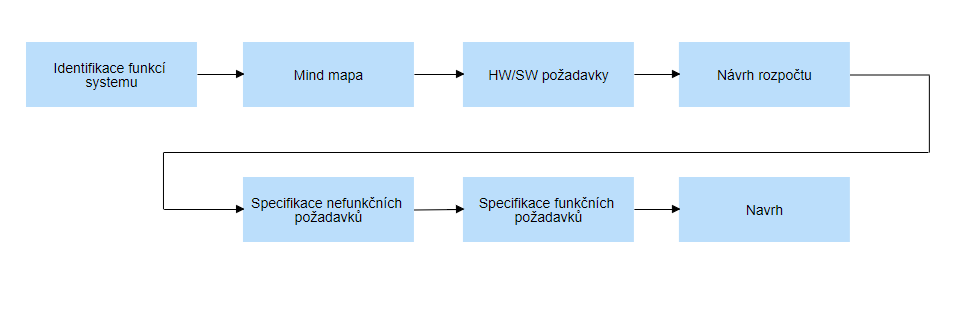 Identifikace funkcí
systemu
Mind mapa
HW/SW požadavky
Návrh rozpočtu
Specifikace nefunkčních
požadavků
Specifikace funkčních
požadavků
Navrh